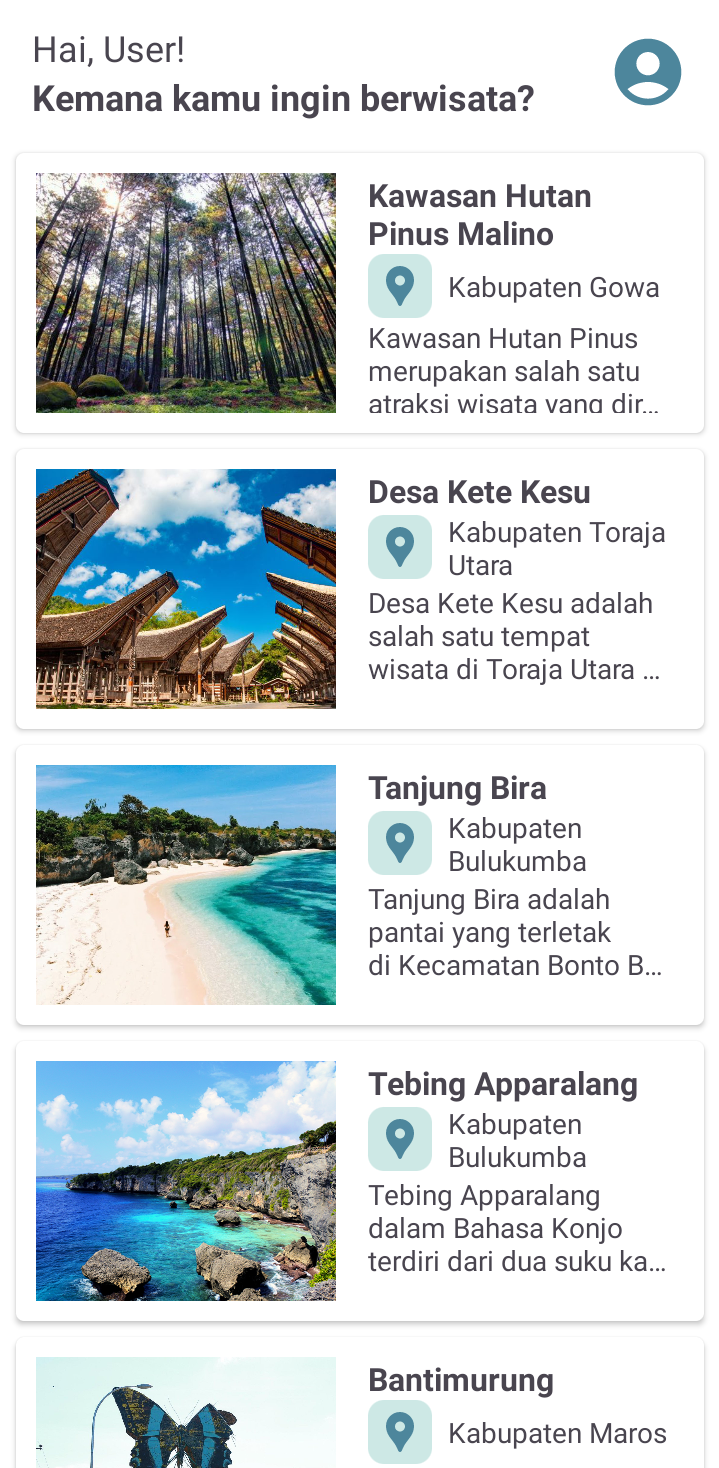 Hai, User!
Kemana kamu ingin berwisata?
Kawasan Hutan
Pinus Malino
Kabupaten Gowa
Kawasan Hutan Pinus
merupakan salah satu
atraksi wisata yang dir…
Desa Kete Kesu
Kabupaten Toraja
Utara
Desa Kete Kesu adalah
salah satu tempat
wisata di Toraja Utara …
Tanjung Bira
Kabupaten
Bulukumba
Tanjung Bira adalah
pantai yang terletak
di Kecamatan Bonto B…
Tebing Apparalang
Kabupaten
Bulukumba
Tebing Apparalang
dalam Bahasa Konjo
terdiri dari dua suku ka…
Bantimurung
Kabupaten Maros